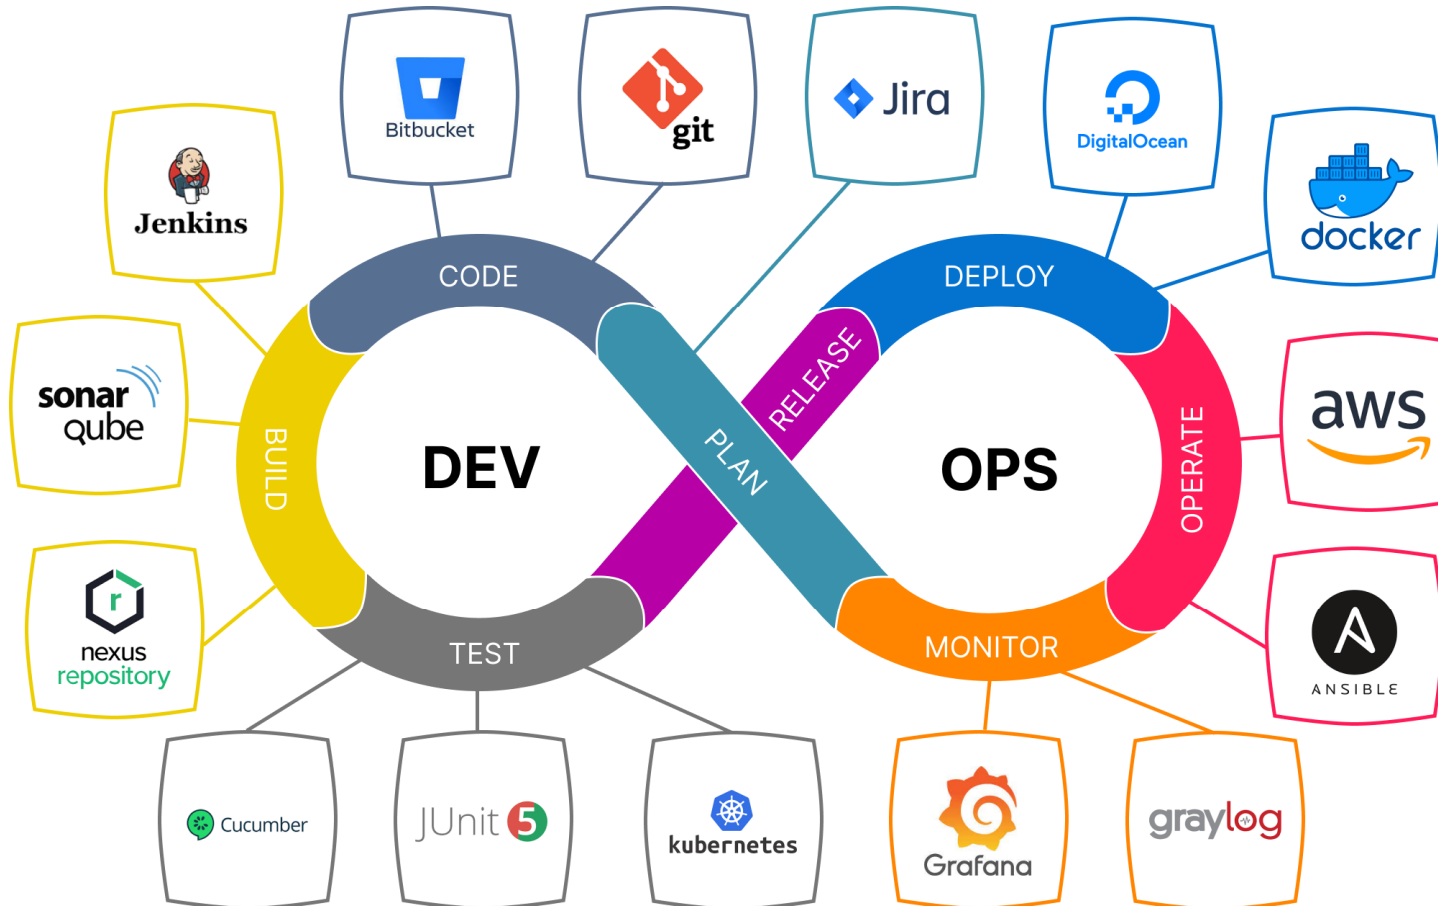 Bitbucket
git
Jira
DigitalOcean
docker
Jenkins
CODE
DEPLOY
sonar
qube
BUILD
DEV
PLAN
RELEASE
OPS
OPERATE
aws
nexus
repository
r
TEST
MONITOR
A
ANSIBLE
Cucumber
JUnit 5
kubernetes
Grafana
graylog